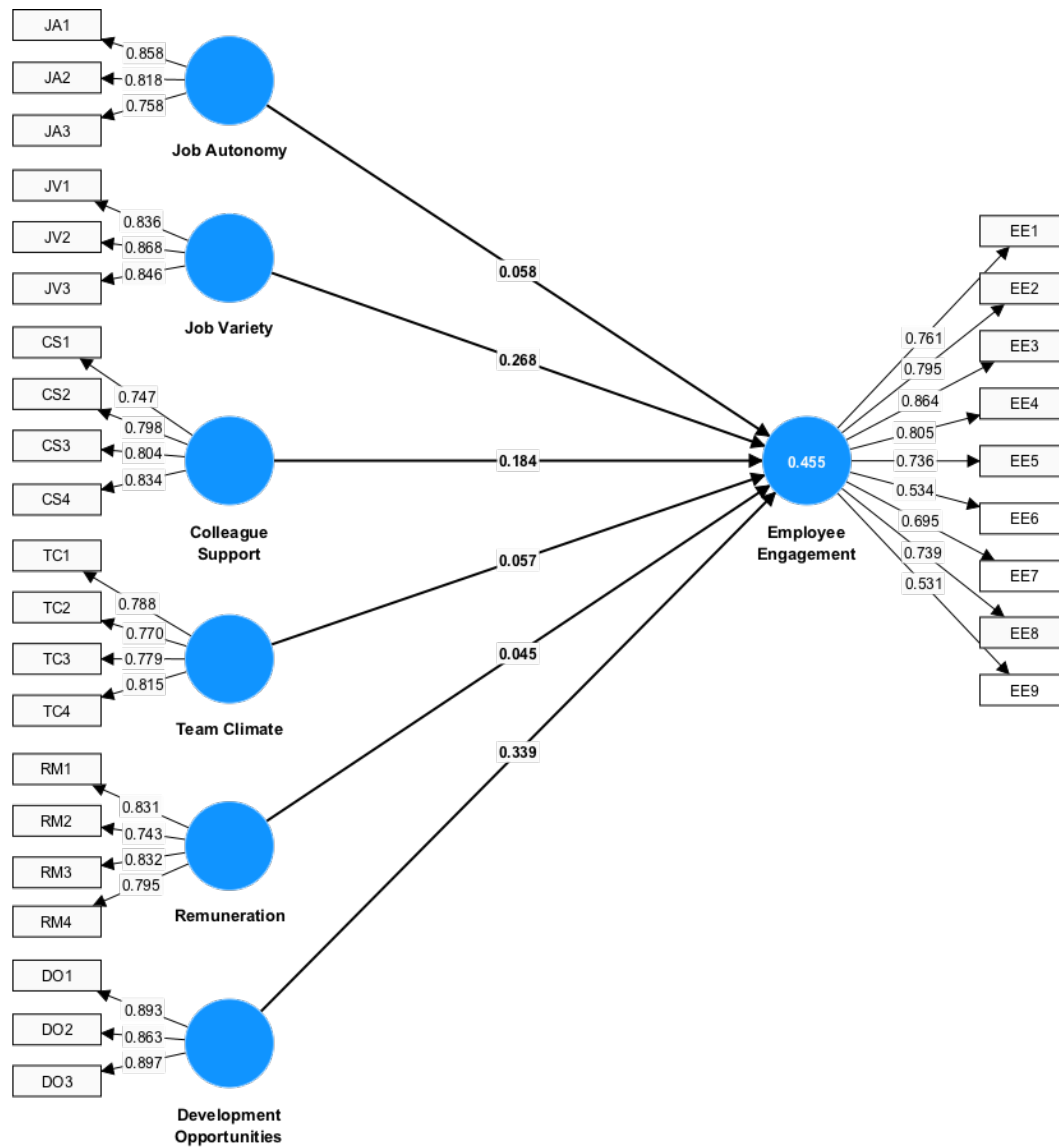 JA1
0.858
JA2
0.818
JA3
0.758
Job Autonomy
JV1
0.836
JV2
0.868
JV3
0.846
Job Variety
CS1
0.747
CS2
0.798
CS3
0.804
CS4
0.834
Colleague
Support
TC1
0.788
TC2
0.770
TC3
0.779
TC4
0.815
Team Climate
RM1
0.831
RM2
0.743
RM3
0.832
RM4
0.795
Remuneration
DO1
0.893
DO2
0.863
DO3
0.897
Development
Opportunities
0.058
0.268
0.184
0.057
0.045
0.339
0.455
Employee
Engagement
0.761
0.795
0.864
0.805
0.736
0.534
0.695
0.739
0.531
EE1
EE2
EE3
EE4
EE5
EE6
EE7
EE8
EE9